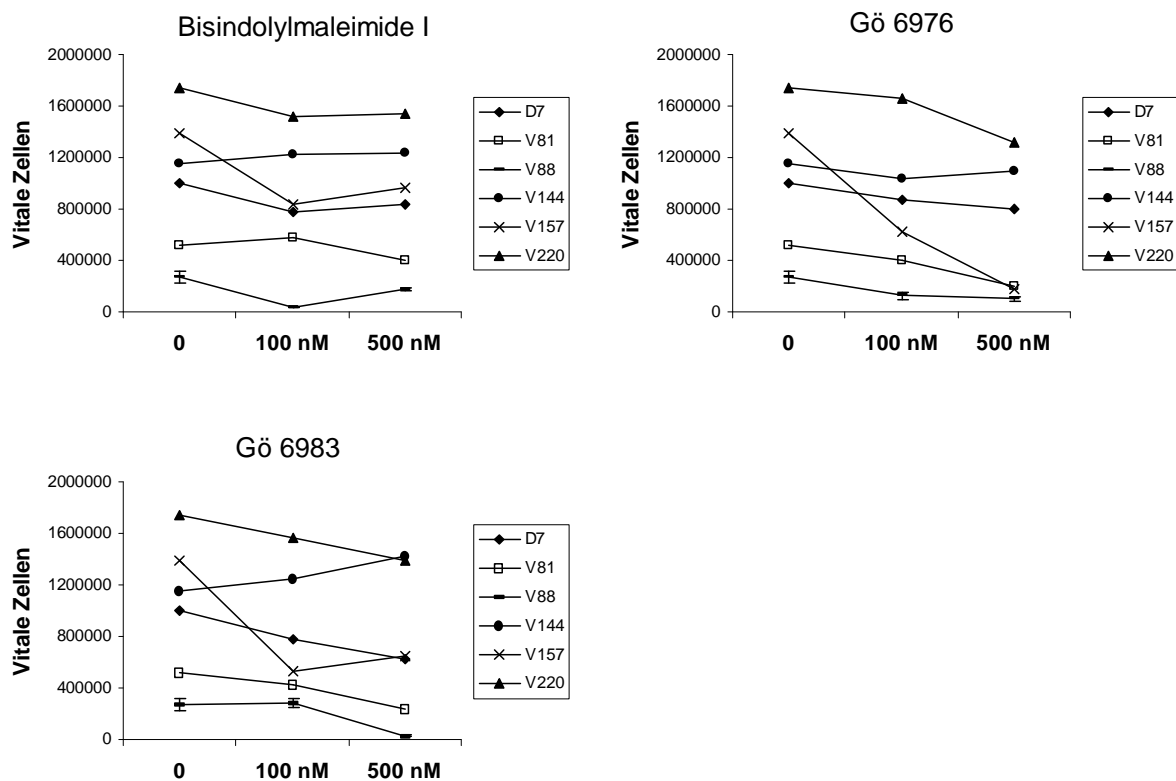 Bisindolylmaleimide I
Vitale Zellen
2000000
1600000
1200000
800000
400000
0
0 100 nM 500 nM
D7
V81
V88
V144
V157
V220
Gö 6976
Vitale Zellen
2000000
1600000
1200000
800000
400000
0
0 100 nM 500 nM
D7
V81
V88
V144
V157
V220
Gö 6983
Vitale Zellen
2000000
1600000
1200000
800000
400000
0
0 100 nM 500 nM
D7
V81
V88
V144
V157
V220